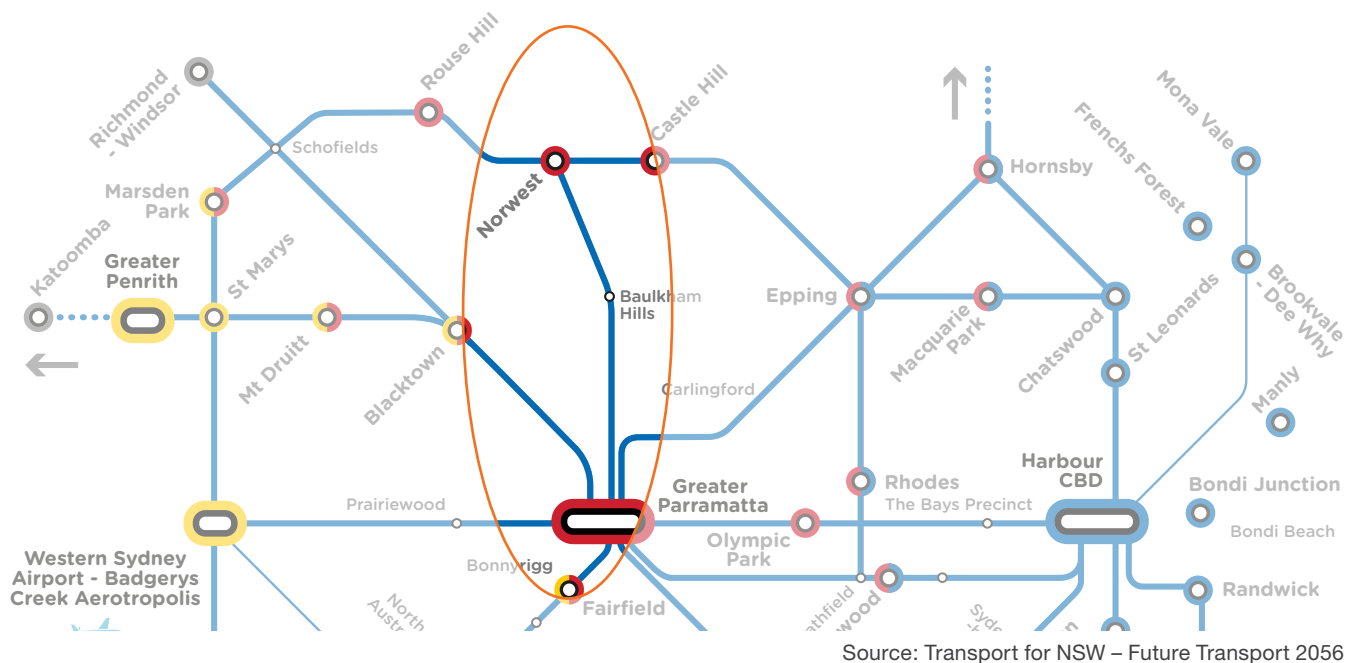 Richmond
- Windsor
Rouse Hill
Castle Hill
Schofields
Hornsby
Frenchs Forest
Mona Vale
Marsden
Park
Norwest
Katoomba
Greater
Penrith
St Marys
Baulkham
Hills
Epping
Macquarie
Park
Chatswood
St Leonards
Brookvale
- Dee Why
Mt Druitt
Blacktown
Carlingford
Manly
Greater
Parramatta
Rhodes
Harbour
CBD
Prairiewood
The Bays Precinct
Bondi Junction
Olympic
Park
Bondi Beach
Western Sydney
Airport - Badgerys
Creek Aerotropolis
Bonnyrigg
Fairfield
Randwick
North
Source: Transport for NSW – Future Transport 2056